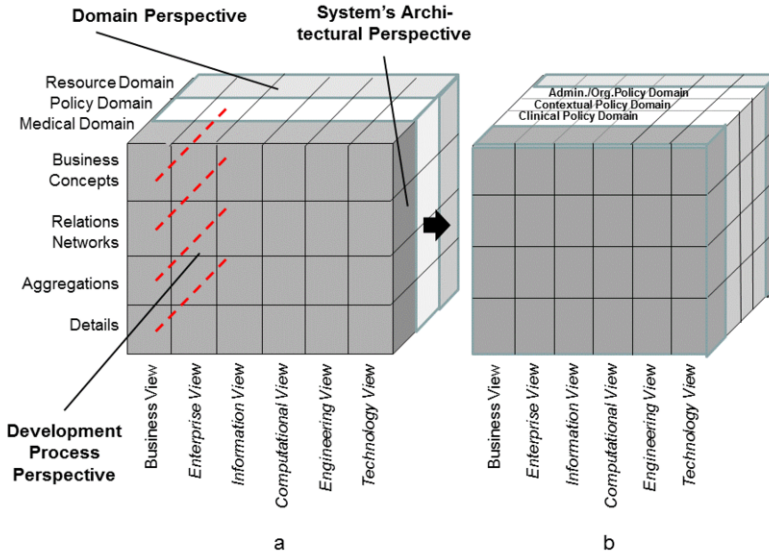 Domain Perspective
System's Archi-
tectural Perspective
Resource Domain
Policy Domain
Medical Domain
Business
Concepts
Relations
Networks
Aggregations
Details
Development
Process
Perspective
Business View
Enterprise View
Information View
Computational View
Engineering View
Technology View
a
Admin./Org.Policy Domain
Contextual Policy Domain
Clinical Policy Domain
Business View
Enterprise View
Information View
Computational View
Engineering View
Technology View
b